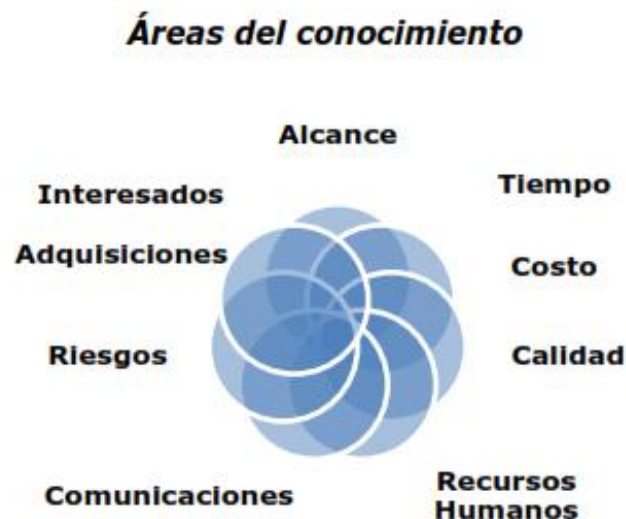 Áreas del conocimiento
Alcance
Tiempo
Costo
Calidad
Recursos
Humanos
Comunicaciones
Riesgos
Adquisiciones
Interesados